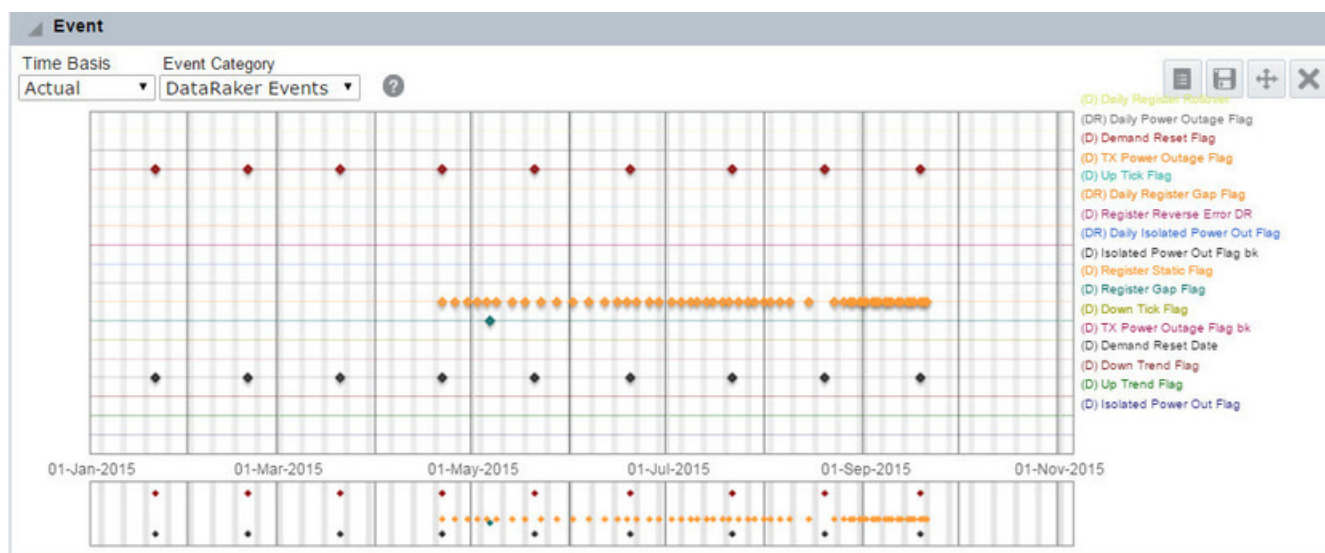 Event
Time Basis Event Category
Actual DataRaker Events ?
(D) Daily Register Rollover
(DR) Daily Power Outage Flag
(D) Demand Reset Flag
(D) TX Power Outage Flag
(D) Up Tick Flag
(DR) Daily Register Gap Flag
(D) Register Reverse Error DR
(DR) Daily Isolated Power Out Flag
(D) Isolated Power Out Flag bk
(D) Register Static Flag
(D) Register Gap Flag
(D) Down Tick Flag
(D) TX Power Outage Flag bk
(D) Demand Reset Date
(D) Down Trend Flag
(D) Up Trend Flag
(D) Isolated Power Out Flag
01-Jan-2015 01-Mar-2015 01-May-2015 01-Jul-2015 01-Sep-2015 01-Nov-2015